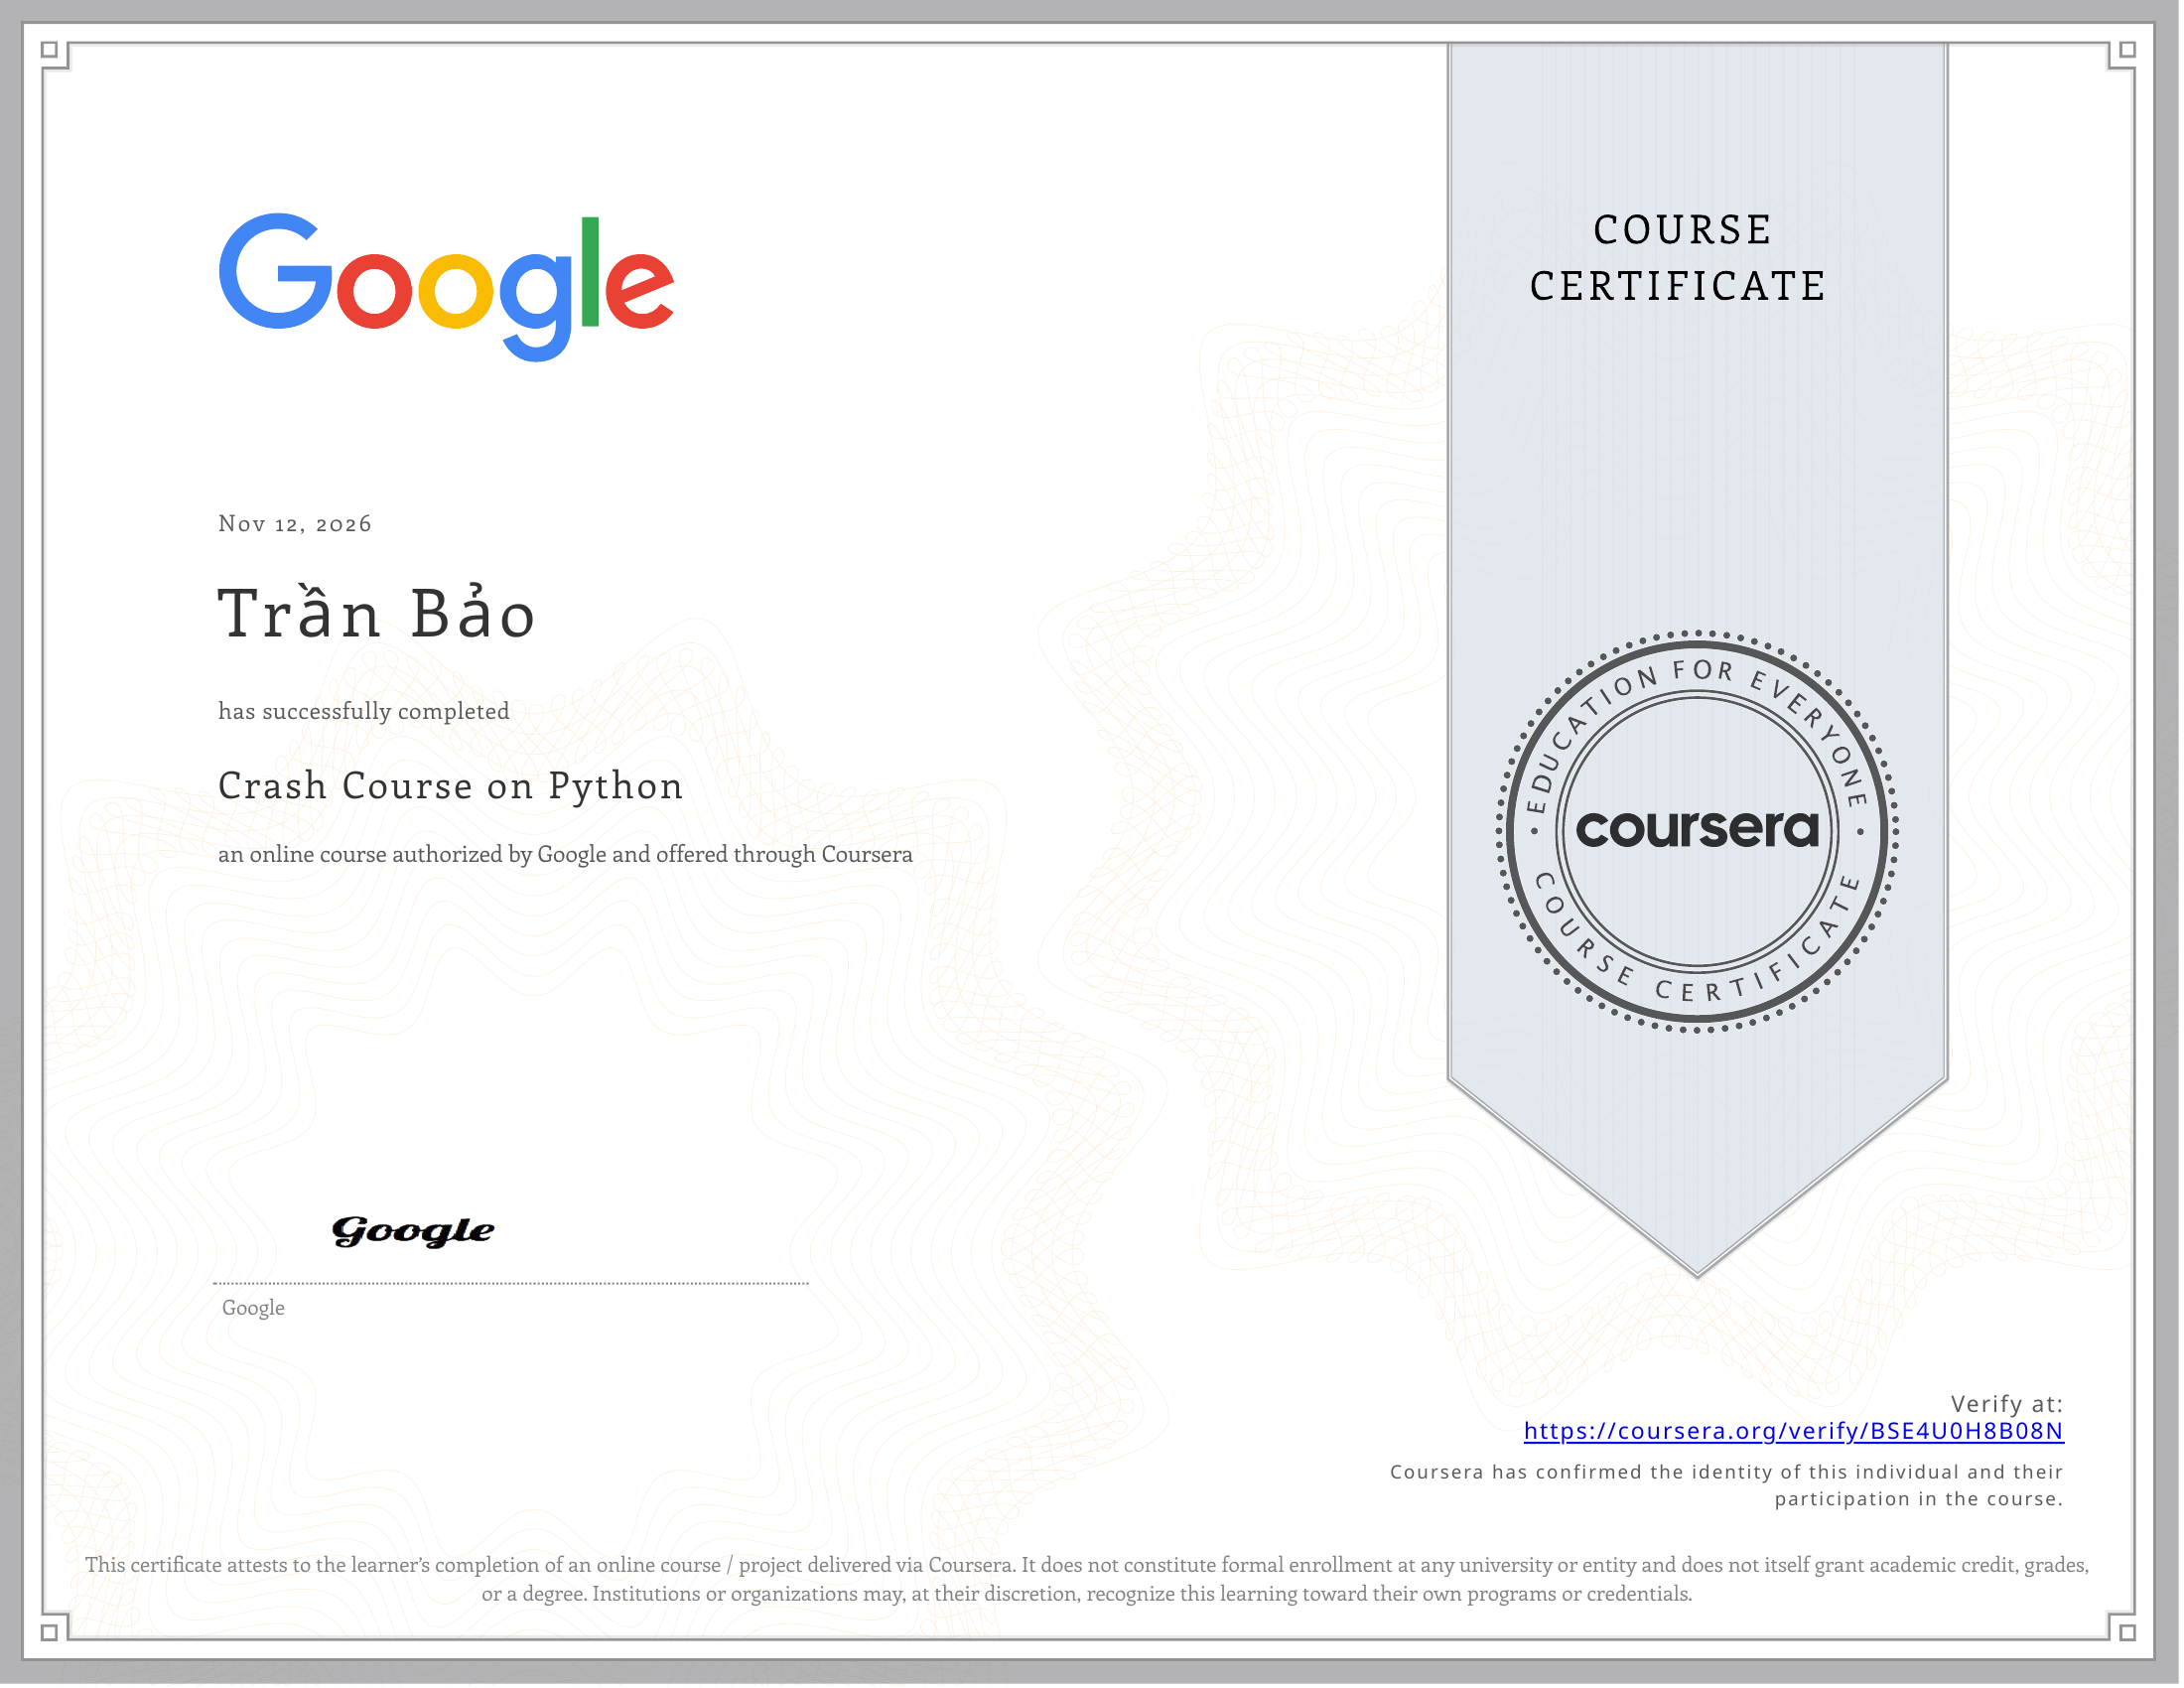 Google
COURSE
CERTIFICATE
Nov 12, 2026
Trần Bảo
has successfully completed
Crash Course on Python
an online course authorized by Google and offered through Coursera
EDUCATION FOR EVERYONE
coursera
COURSE CERTIFICATE
Google
Google
Verify at:
https://coursera.org/verify/BSE4U0H8B08N
Coursera has confirmed the identity of this individual and their
participation in the course.
This certificate attests to the learner's completion of an online course / project delivered via Coursera. It does not constitute formal enrollment at any university or entity and does not itself grant academic credit, grades,
or a degree. Institutions or organizations may, at their discretion, recognize this learning toward their own programs or credentials.